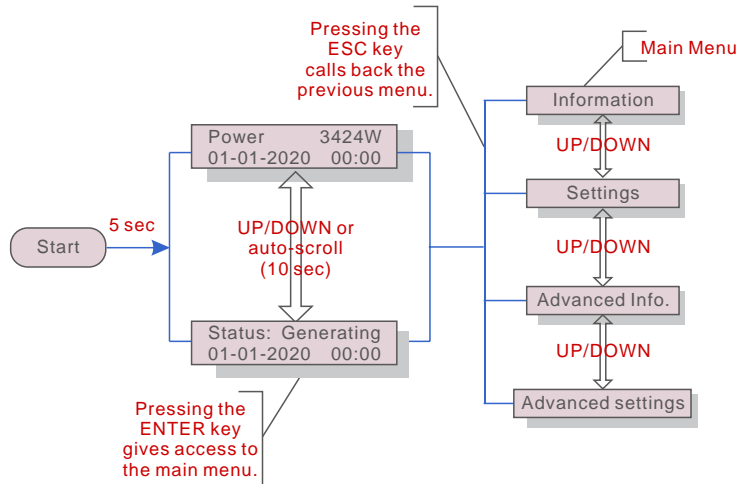 Pressing the
ESC key
calls back the
previous menu.
Main Menu
Information
Power 3424W
01-01-2020 00:00
UP/DOWN
Settings
5 sec
Start
UP/DOWN or
auto-scroll
(10 sec)
UP/DOWN
Advanced Info.
Status: Generating
01-01-2020 00:00
UP/DOWN
Advanced settings
Pressing the
ENTER key
gives access to
the main menu.